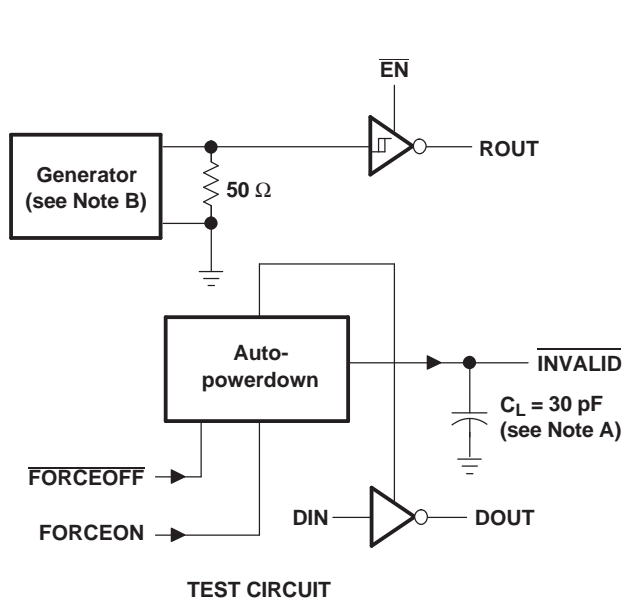 EN
Generator
(see Note B)
50 Ω
ROUT
Auto-
powerdown
INVALID
CL = 30 pF
(see Note A)
FORCEOFF
FORCEON
DIN
DOUT
TEST CIRCUIT